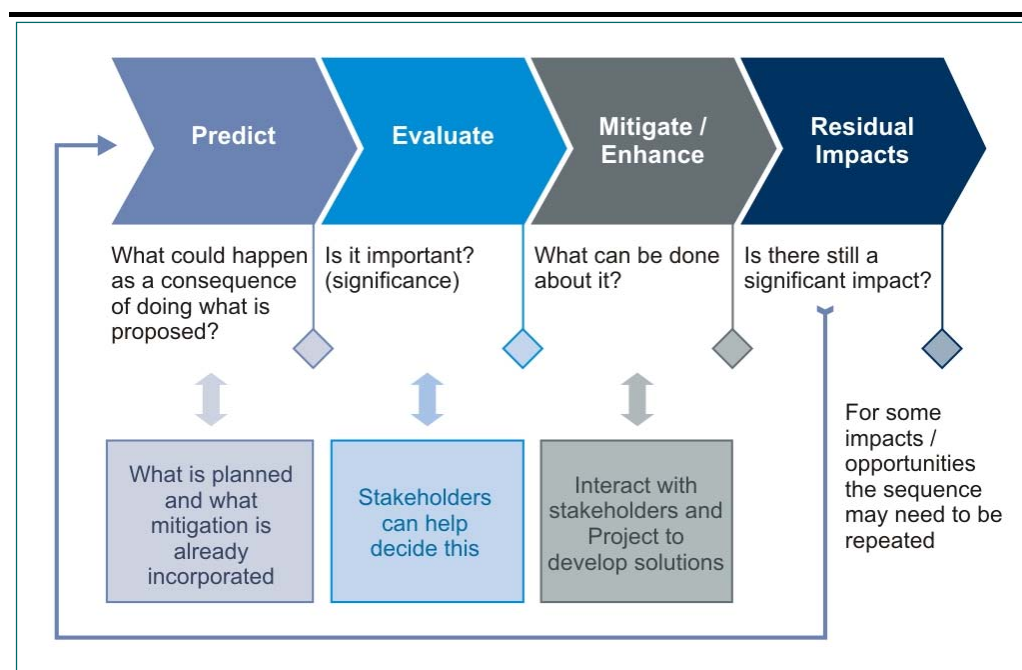 Predict
Evaluate
Mitigate /
Enhance
Residual
Impacts
What could happen
as a consequence
of doing what is
proposed?
Is it important?
(significance)
What can be done
about it?
Is there still a
significant impact?
What is planned
and what
mitigation is
already
incorporated
Stakeholders
can help
decide this
Interact with
stakeholders and
Project to
develop solutions
For some
impacts /
opportunities
the sequence
may need to be
repeated